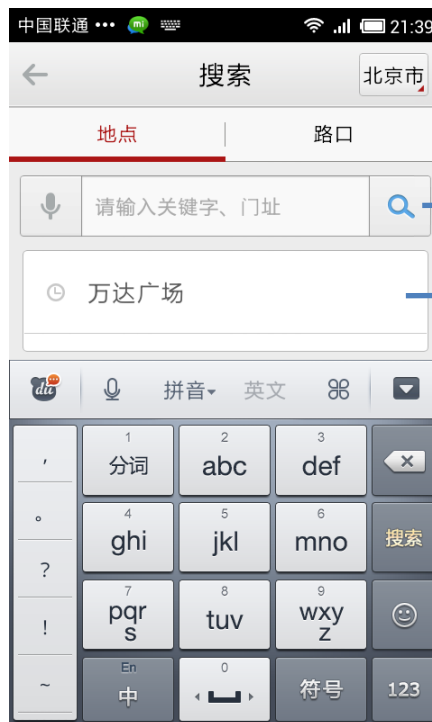 中国联通 ••• mi 21:39
搜索 北京市
地点 路口
请输入关键字、门址
万达广场
du 拼音 英文
, 1 分词 2 abc 3 def
。 4 ghi 5 jkl 6 mno 搜索
? 7 pqrs 8 tuv 9 wxyz
!
~ En 中 0 符号 123